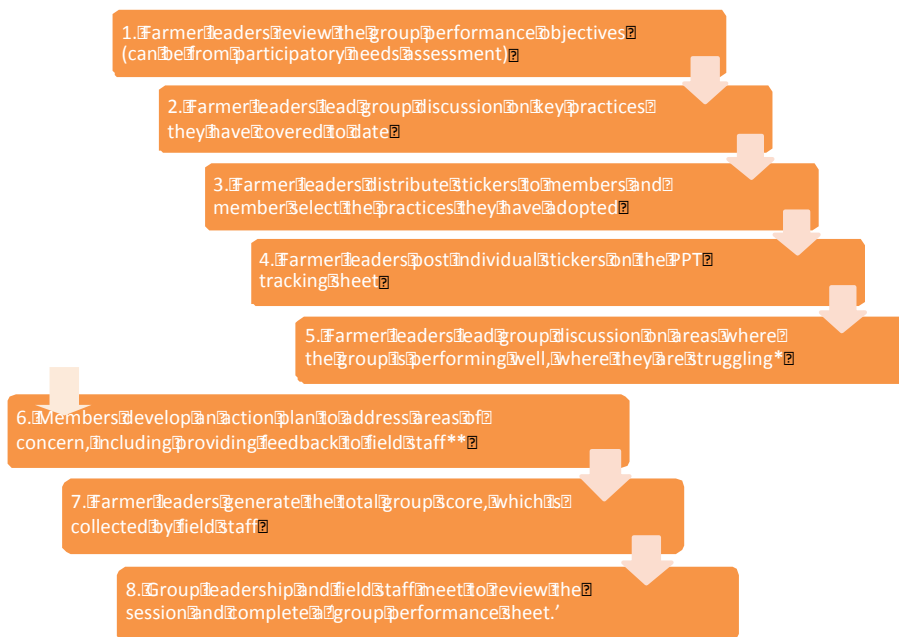 1. Farmer leaders review the group performance objectives
(can be from participatory needs assessment)
2. Farmer leaders lead group discussion on key practices
they have covered to date
3. Farmer leaders distribute stickers to members and
member select the practices they have adopted
4. Farmer leaders post individual stickers on the PPT
tracking sheet
5. Farmer leaders lead group discussion on areas where
the group is performing well, where they are struggling*
6. Members develop an action plan to address areas of
concern, including providing feedback to field staff**
7. Farmer leaders generate the total group score, which is
collected by field staff
8. Group leadership and field staff meet to review the
session and complete a 'group performance sheet.'